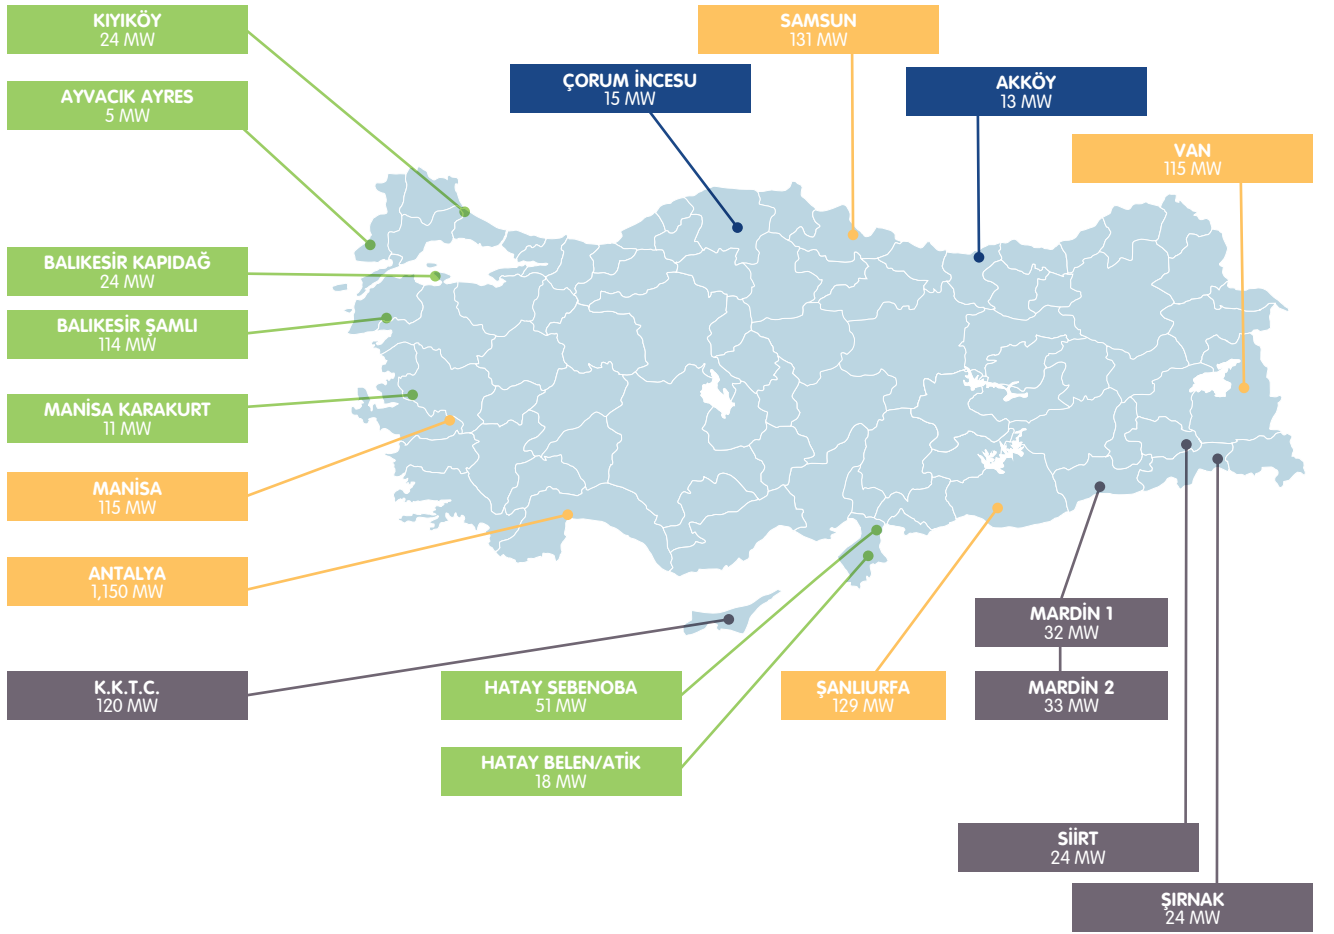 KIYIKÖY
24 MW
SAMSUN
131 MW
ÇORUM İNCESU
15 MW
AKKÖY
13 MW
AYVACIK AYRES
5 MW
VAN
115 MW
BALIKESİR KAPIDAĞ
24 MW
BALIKESİR ŞAMLI
114 MW
MANİSA KARAKURT
11 MW
MANİSA
115 MW
ANTALYA
1,150 MW
MARDİN 1
32 MW
K.K.T.C.
120 MW
HATAY SEBENOBA
51 MW
ŞANLIURFA
129 MW
MARDİN 2
33 MW
HATAY BELEN/ATİK
18 MW
SİİRT
24 MW
ŞIRNAK
24 MW